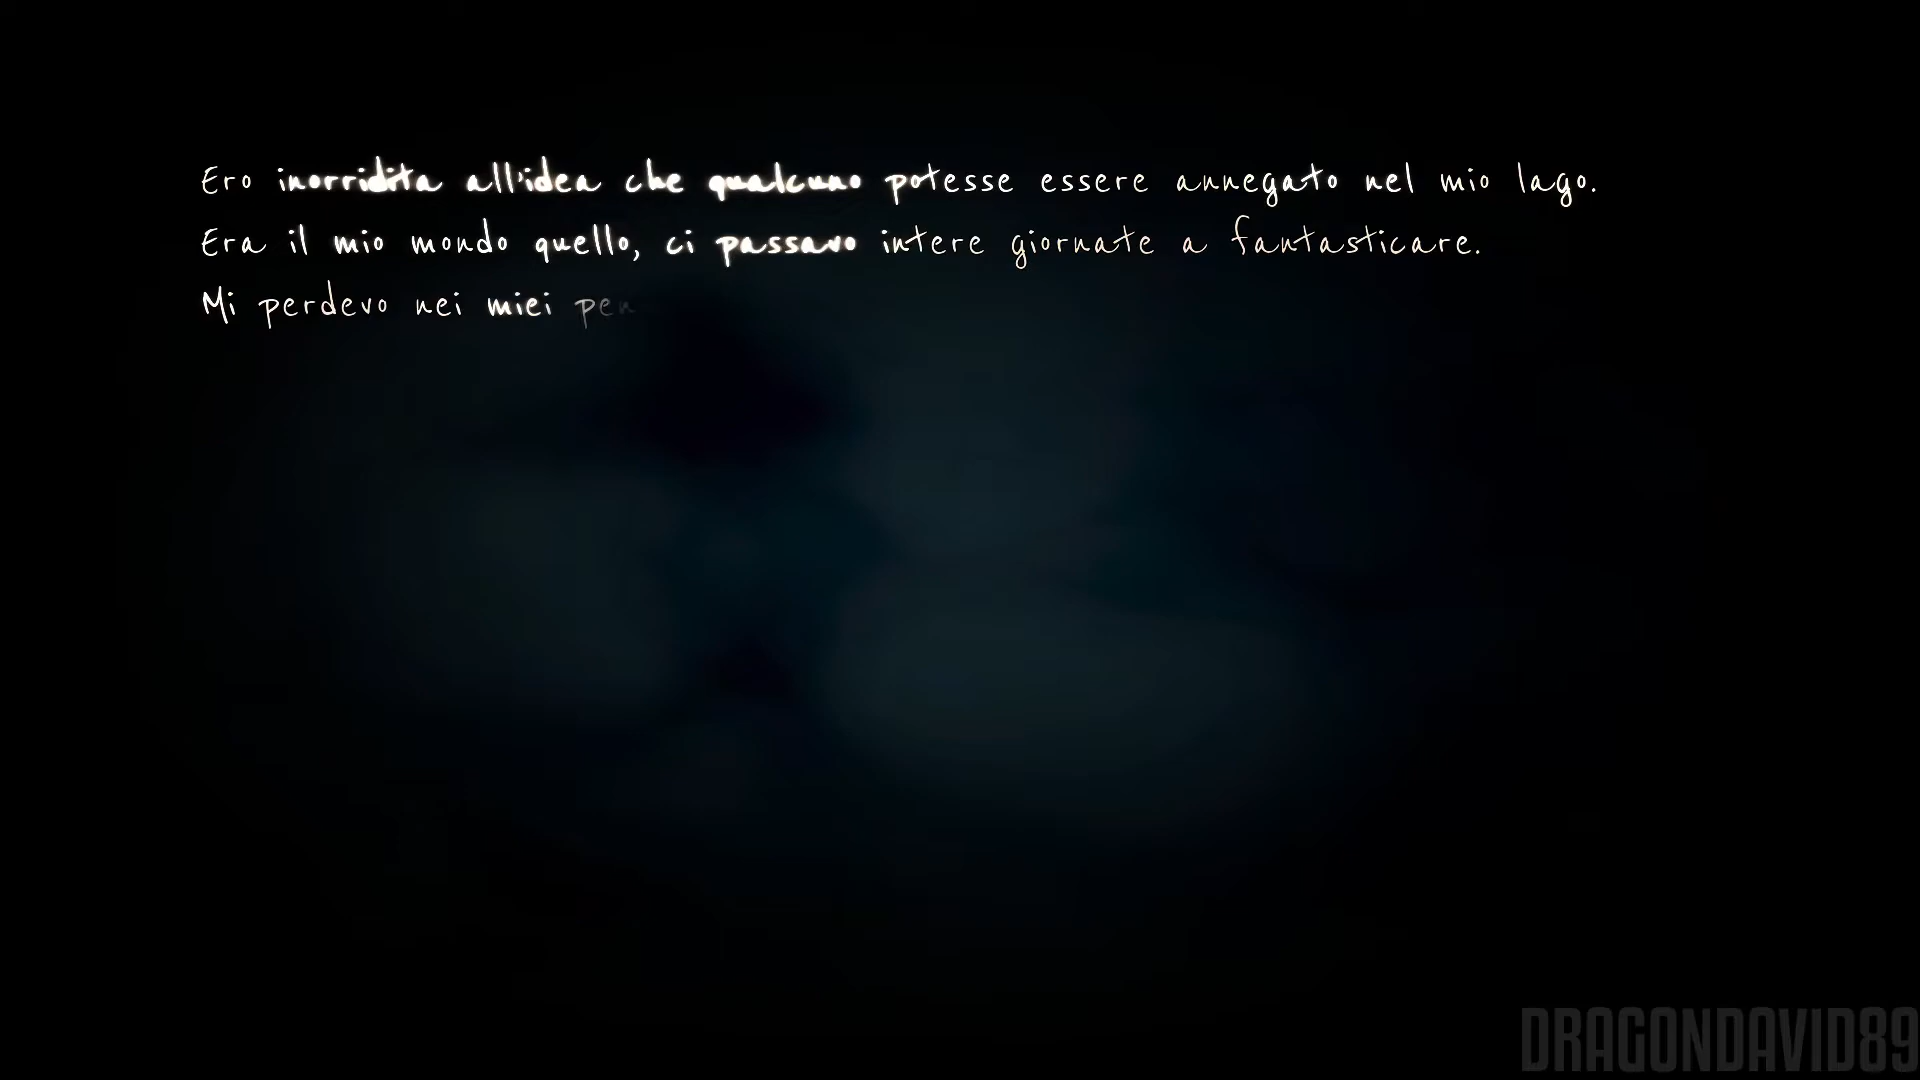 Ero inorridita all'idea che qualcuno potesse essere annegato nel mio lago.
Era il mio mondo quello, ci passavo intere giornate a fantasticare.
Mi perdevo nei miei pen
DRAGONDAVID89